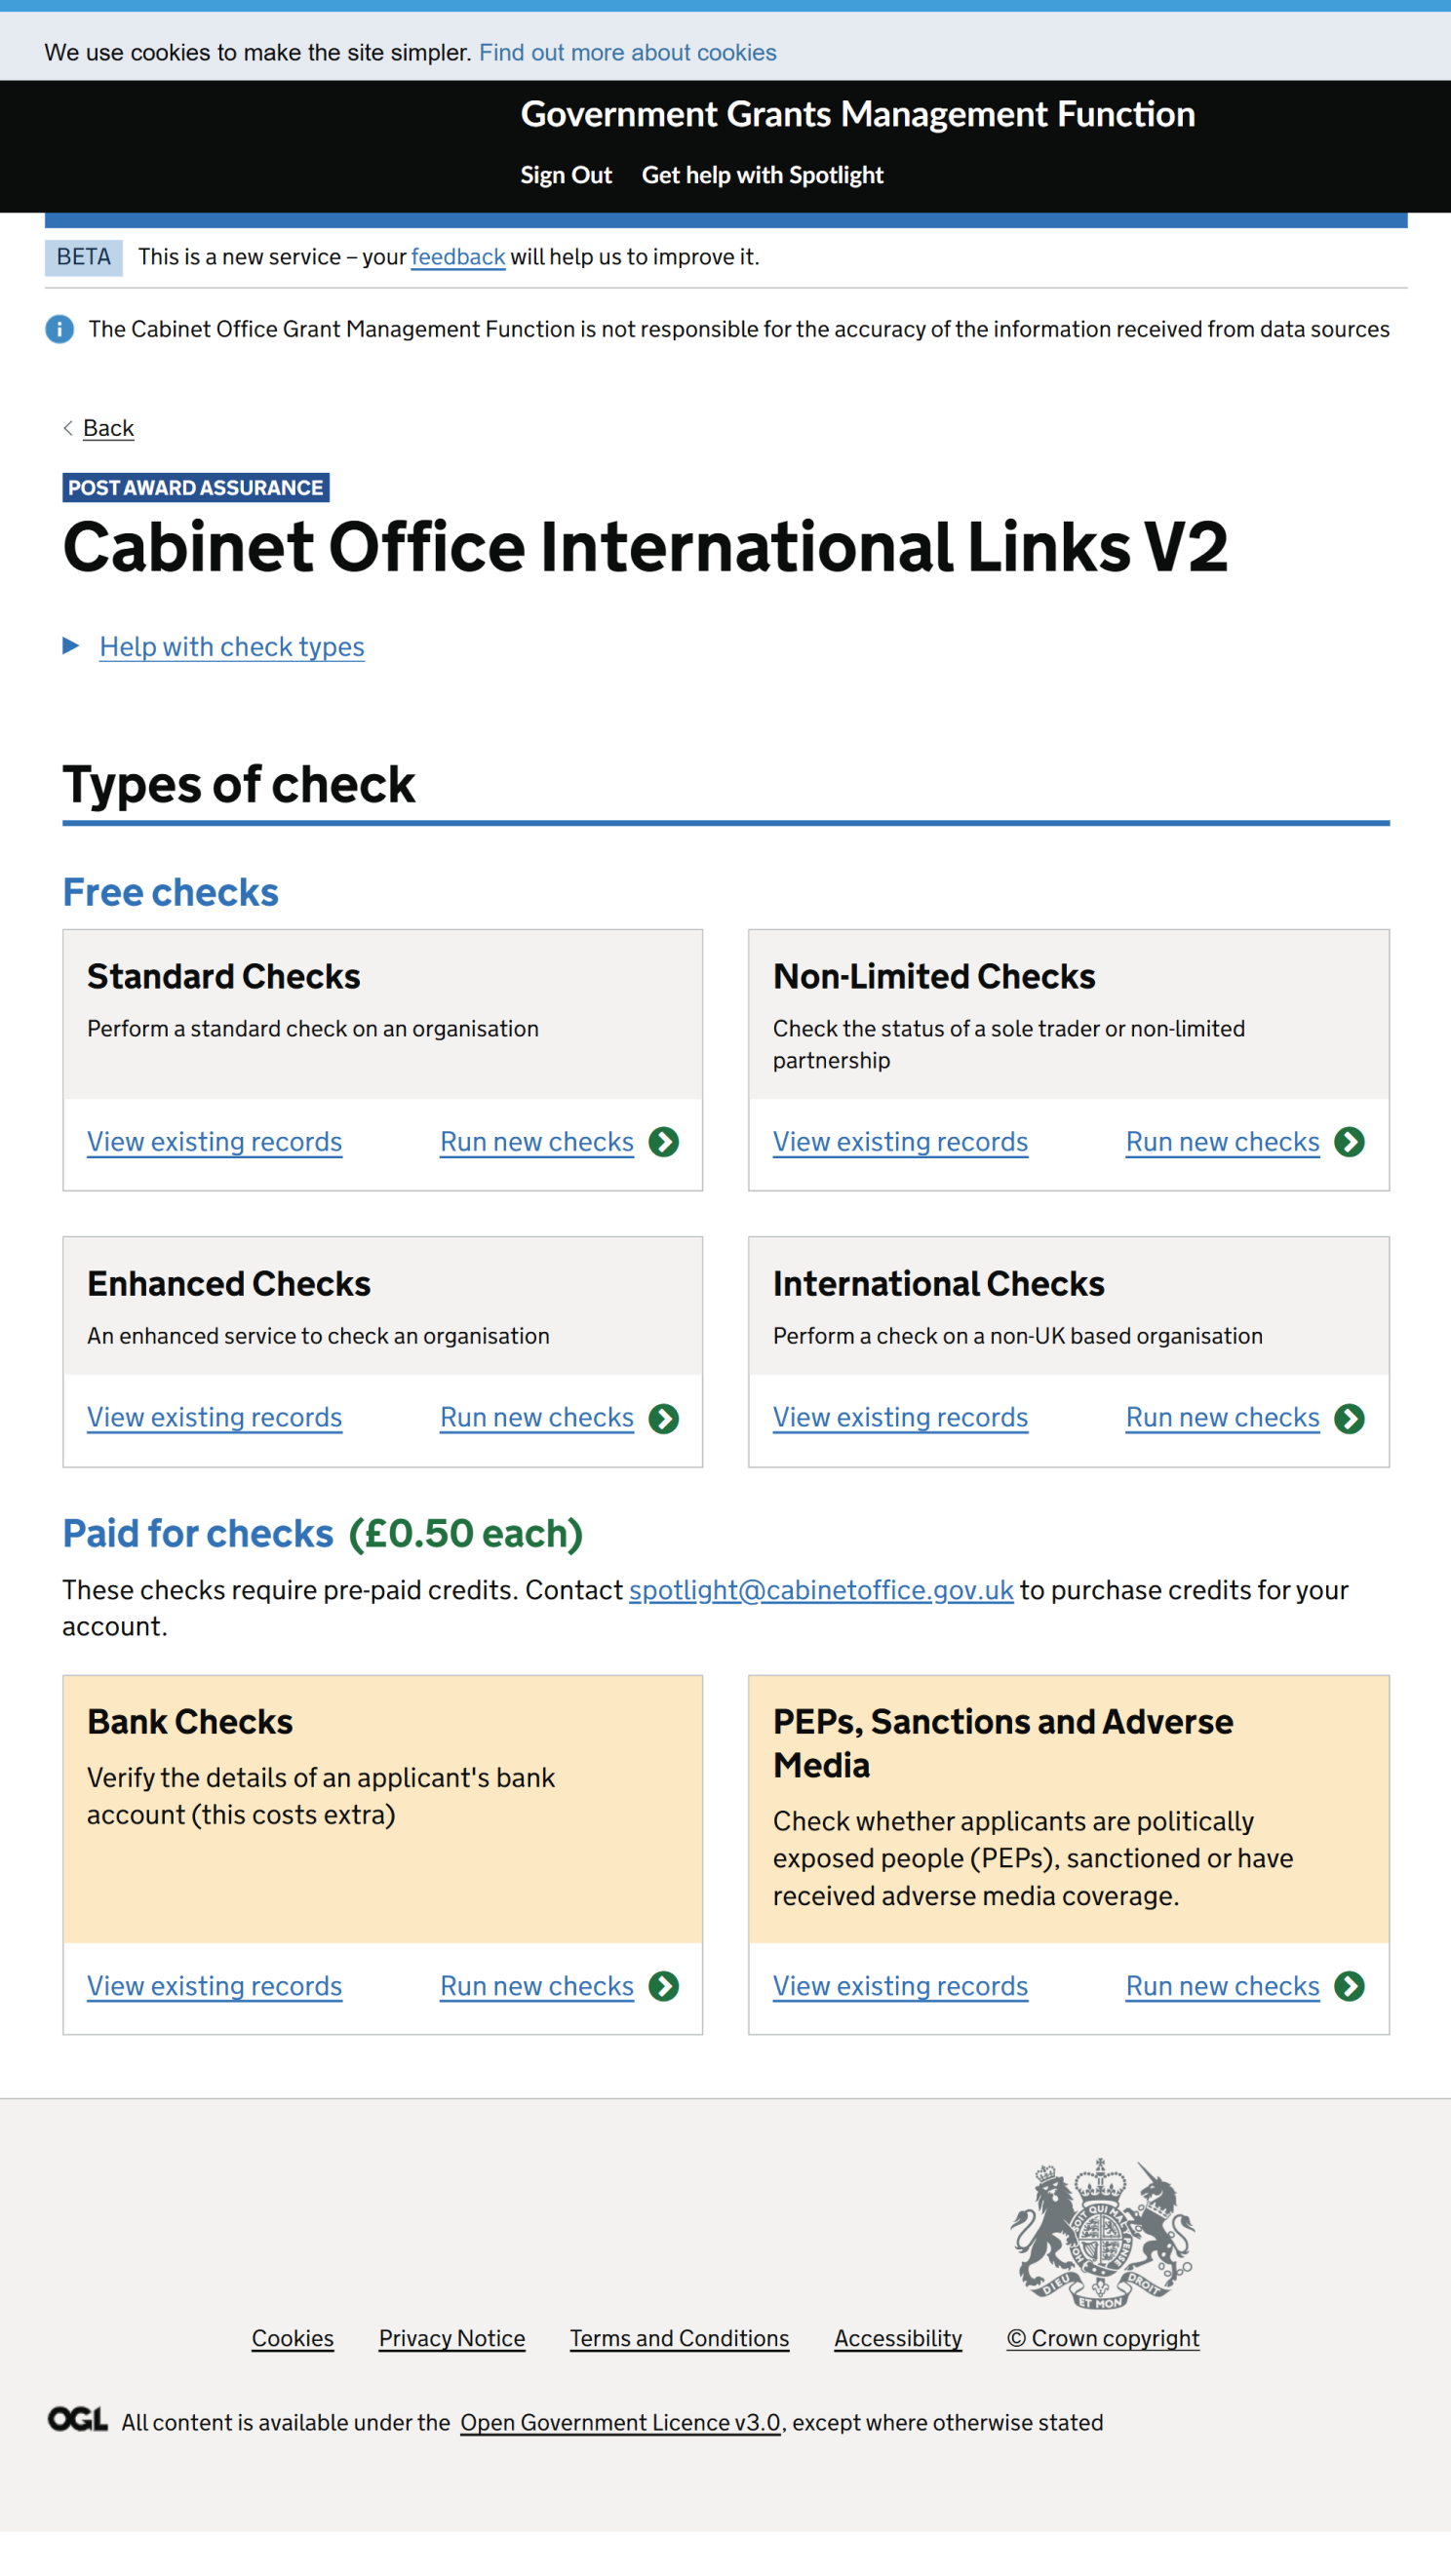 We use cookies to make the site simpler. Find out more about cookies
Government Grants Management Function
Sign Out Get help with Spotlight
BETA This is a new service – your feedback will help us to improve it.
The Cabinet Office Grant Management Function is not responsible for the accuracy of the information received from data sources
Back
POST AWARD ASSURANCE
Cabinet Office International Links V2
Help with check types
Types of check
Free checks
Standard Checks
Perform a standard check on an organisation
View existing records Run new checks
Non-Limited Checks
Check the status of a sole trader or non-limited
partnership
View existing records Run new checks
Enhanced Checks
An enhanced service to check an organisation
View existing records Run new checks
International Checks
Perform a check on a non-UK based organisation
View existing records Run new checks
Paid for checks (£0.50 each)
These checks require pre-paid credits. Contact spotlight@cabinetoffice.gov.uk to purchase credits for your
account.
Bank Checks
Verify the details of an applicant's bank
account (this costs extra)
View existing records Run new checks
PEPs, Sanctions and Adverse
Media
Check whether applicants are politically
exposed people (PEPs), sanctioned or have
received adverse media coverage.
View existing records Run new checks
DIEU ET MON DROIT
Cookies Privacy Notice Terms and Conditions Accessibility © Crown copyright
OGL All content is available under the Open Government Licence v3.0, except where otherwise stated